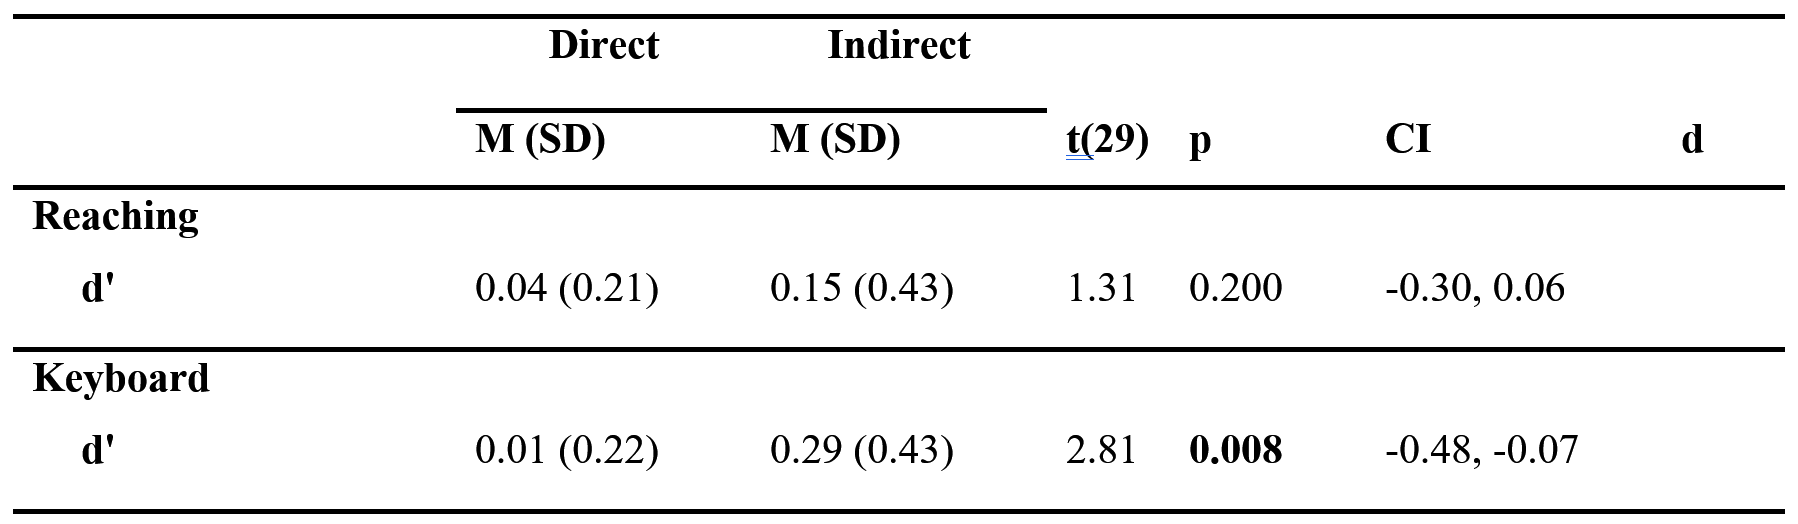 Direct Indirect
M (SD) M (SD) t(29) p CI d
Reaching
d' 0.04 (0.21) 0.15 (0.43) 1.31 0.200 -0.30, 0.06
Keyboard
d' 0.01 (0.22) 0.29 (0.43) 2.81 0.008 -0.48, -0.07